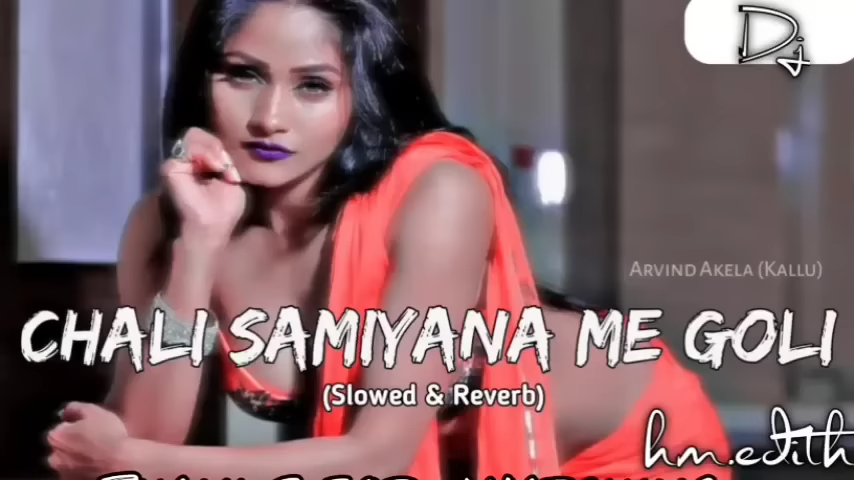 Dj
Arvind Akela (Kallu)
CHALI SAMIYANA ME GOLI
(Slowed & Reverb)
hm.edith